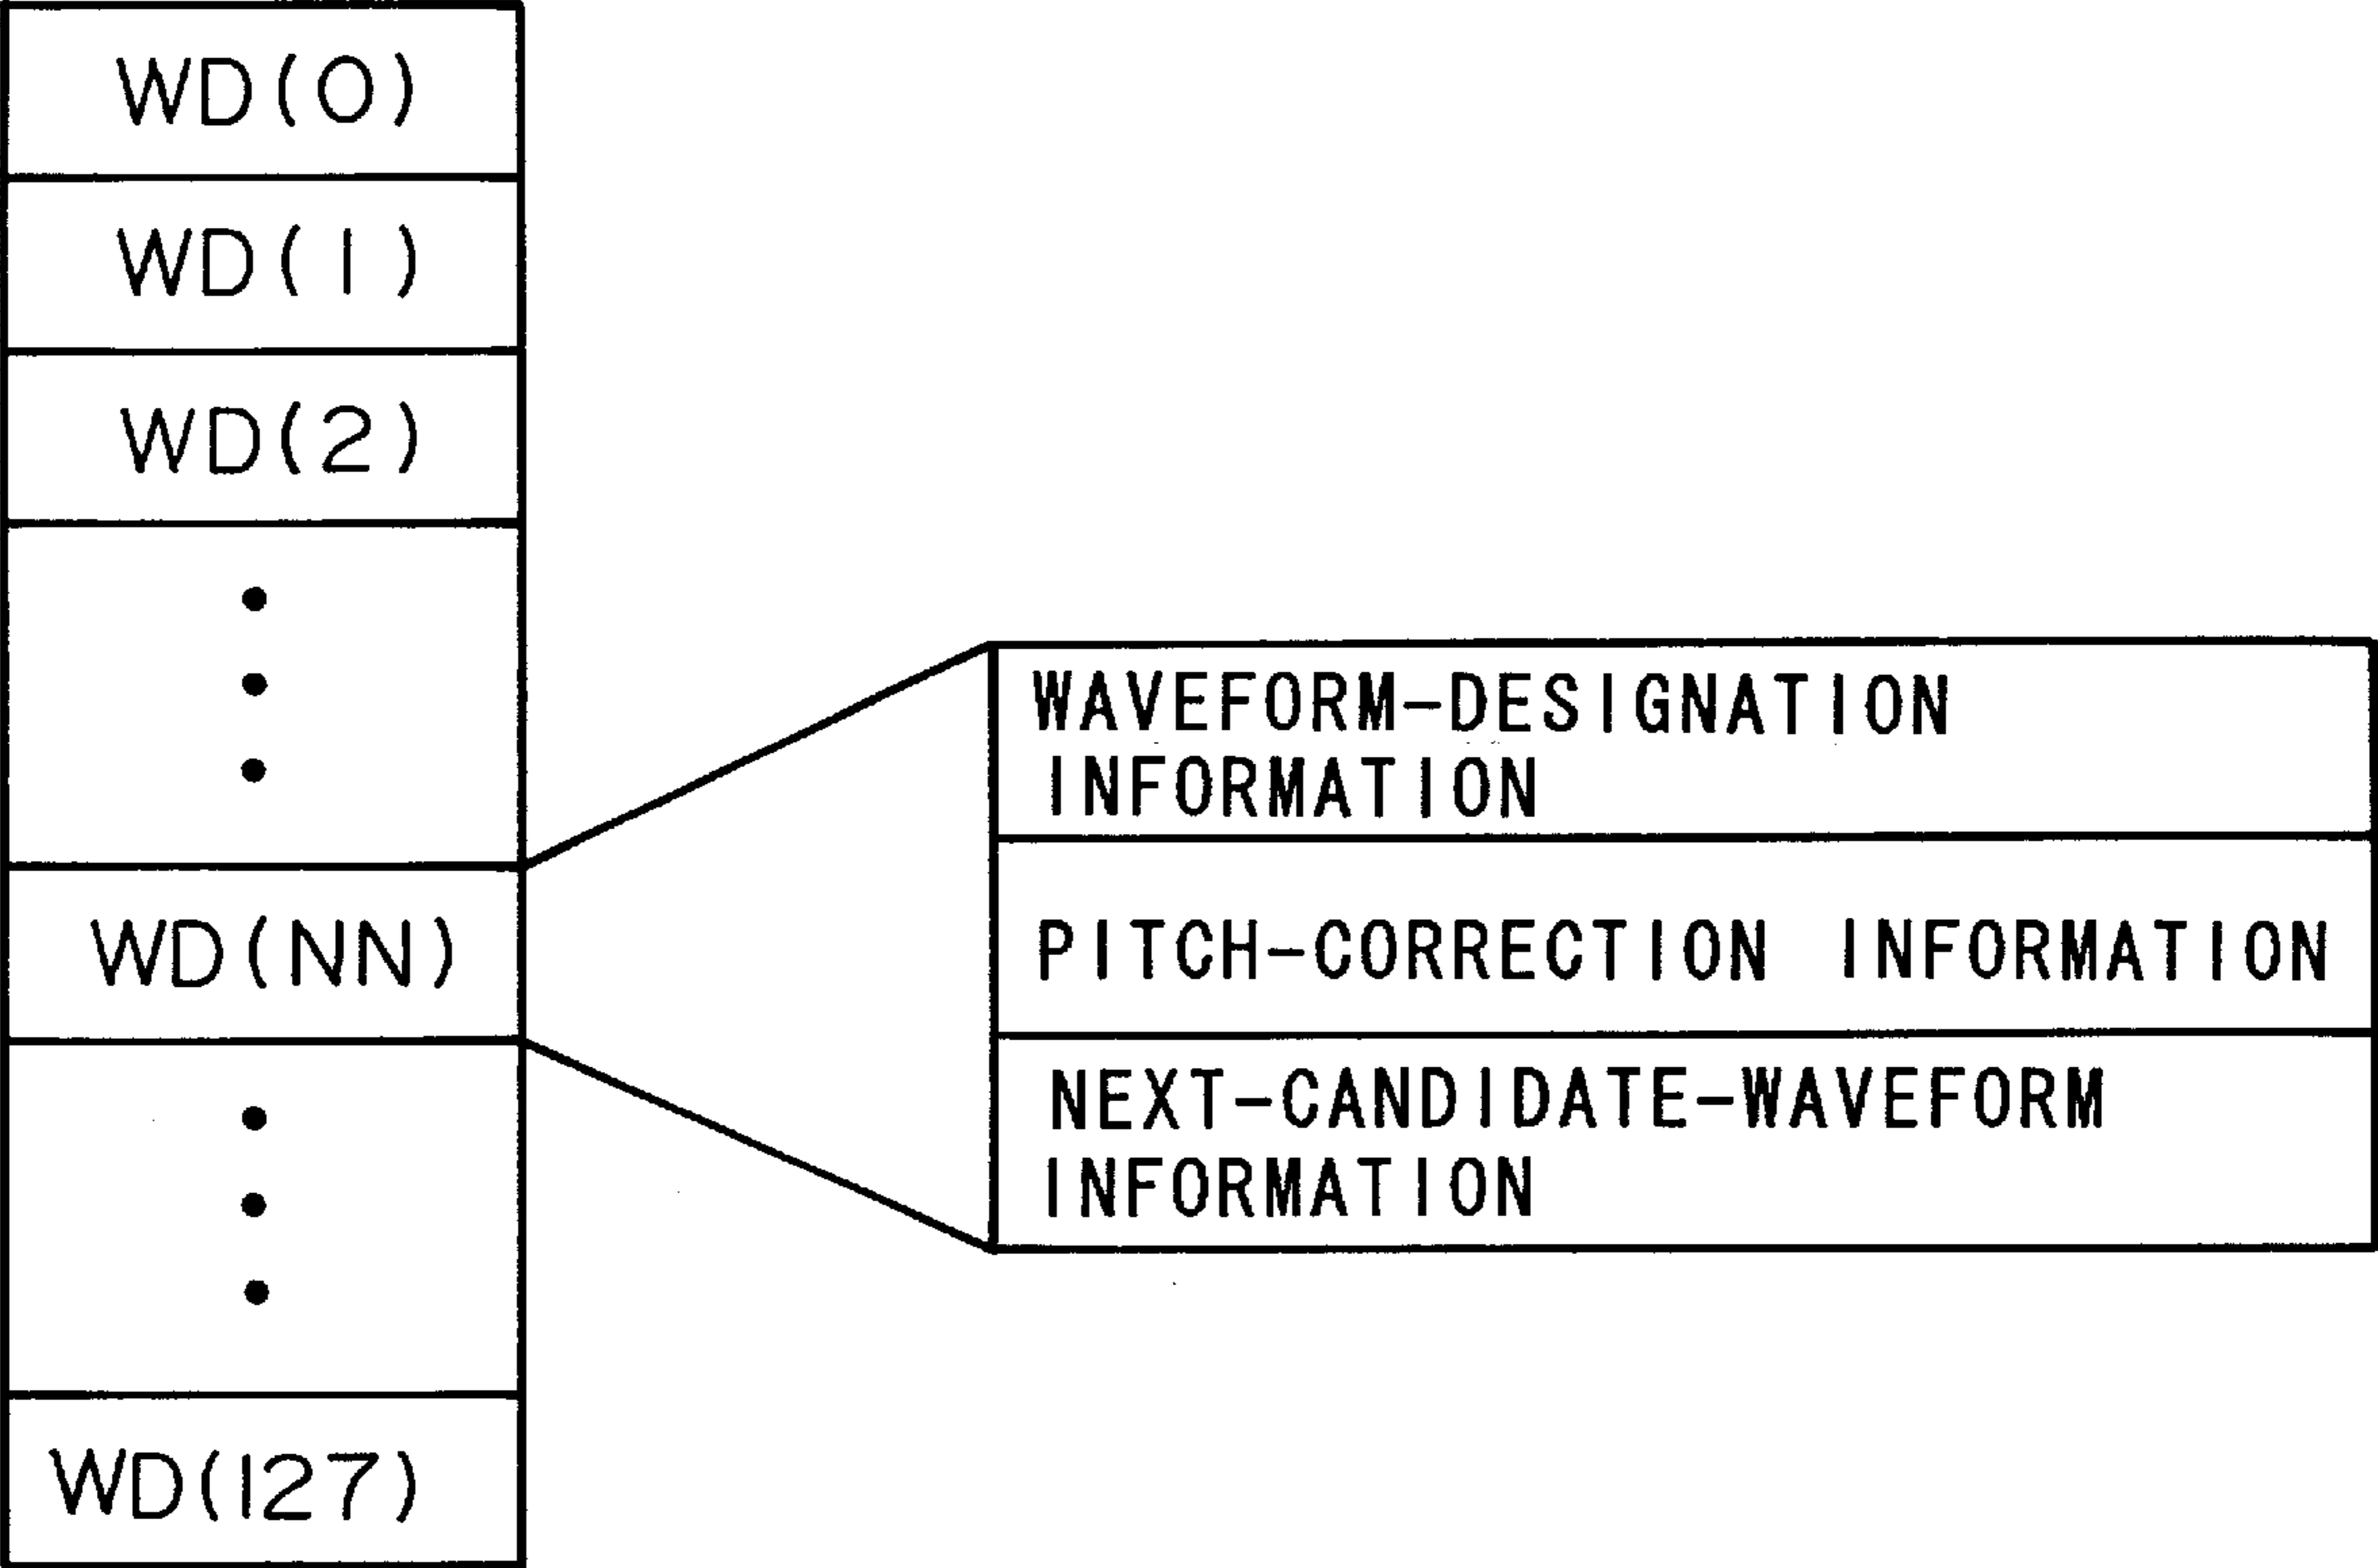 WD(0)
WD(1)
WD(2)
WD(NN)
WD(127)
WAVEFORM-DESIGNATION
INFORMATION
PITCH-CORRECTION INFORMATION
NEXT-CANDIDATE-WAVEFORM
INFORMATION